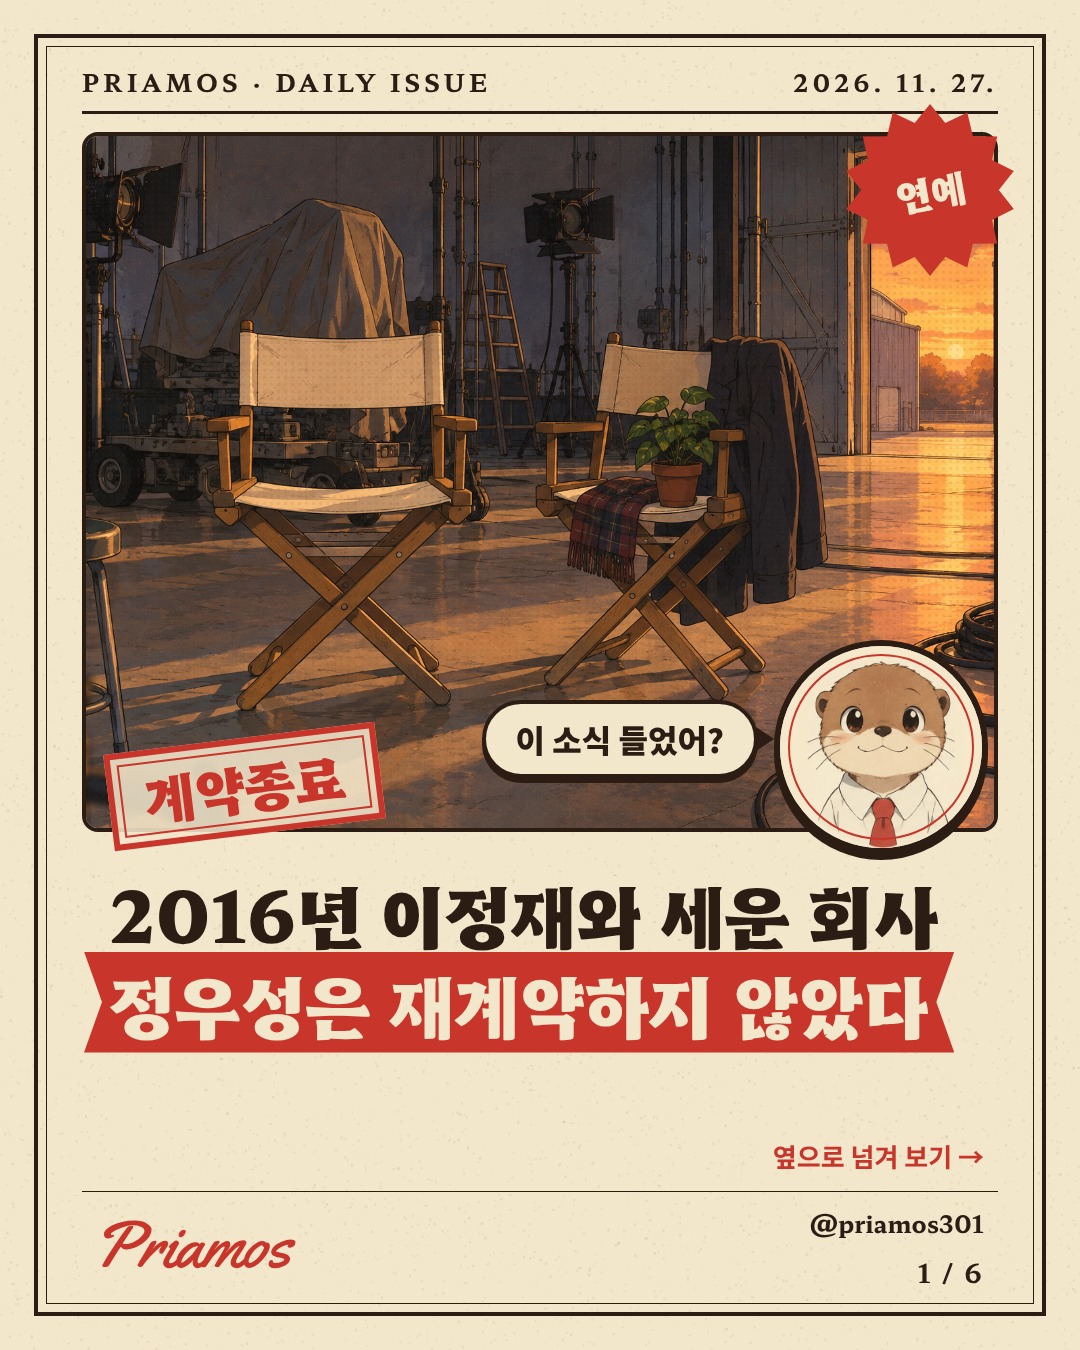 PRIAMOS · DAILY ISSUE
2026. 11. 27.
연예
이 소식 들었어?
계약종료
2016년 이정재와 세운 회사
정우성은 재계약하지 않았다
옆으로 넘겨 보기 →
Priamos
@priamos301
1 / 6